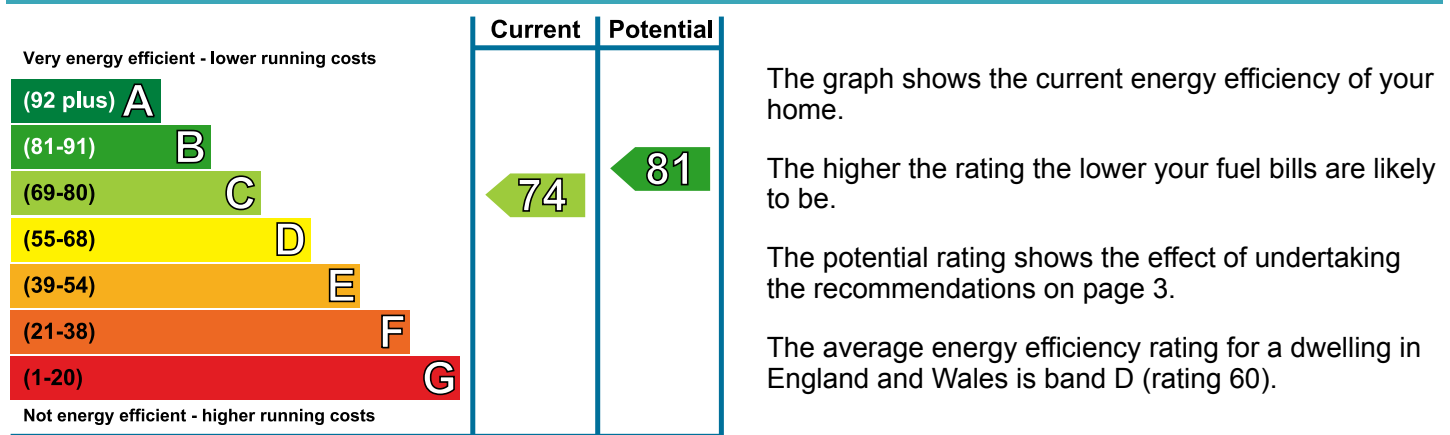 Current Potential
Very energy efficient - lower running costs
(92 plus) A
(81-91) B
(69-80) C
(55-68) D
(39-54) E
(21-38) F
(1-20) G
Not energy efficient - higher running costs
74
81
The graph shows the current energy efficiency of your
home.
The higher the rating the lower your fuel bills are likely
to be.
The potential rating shows the effect of undertaking
the recommendations on page 3.
The average energy efficiency rating for a dwelling in
England and Wales is band D (rating 60).